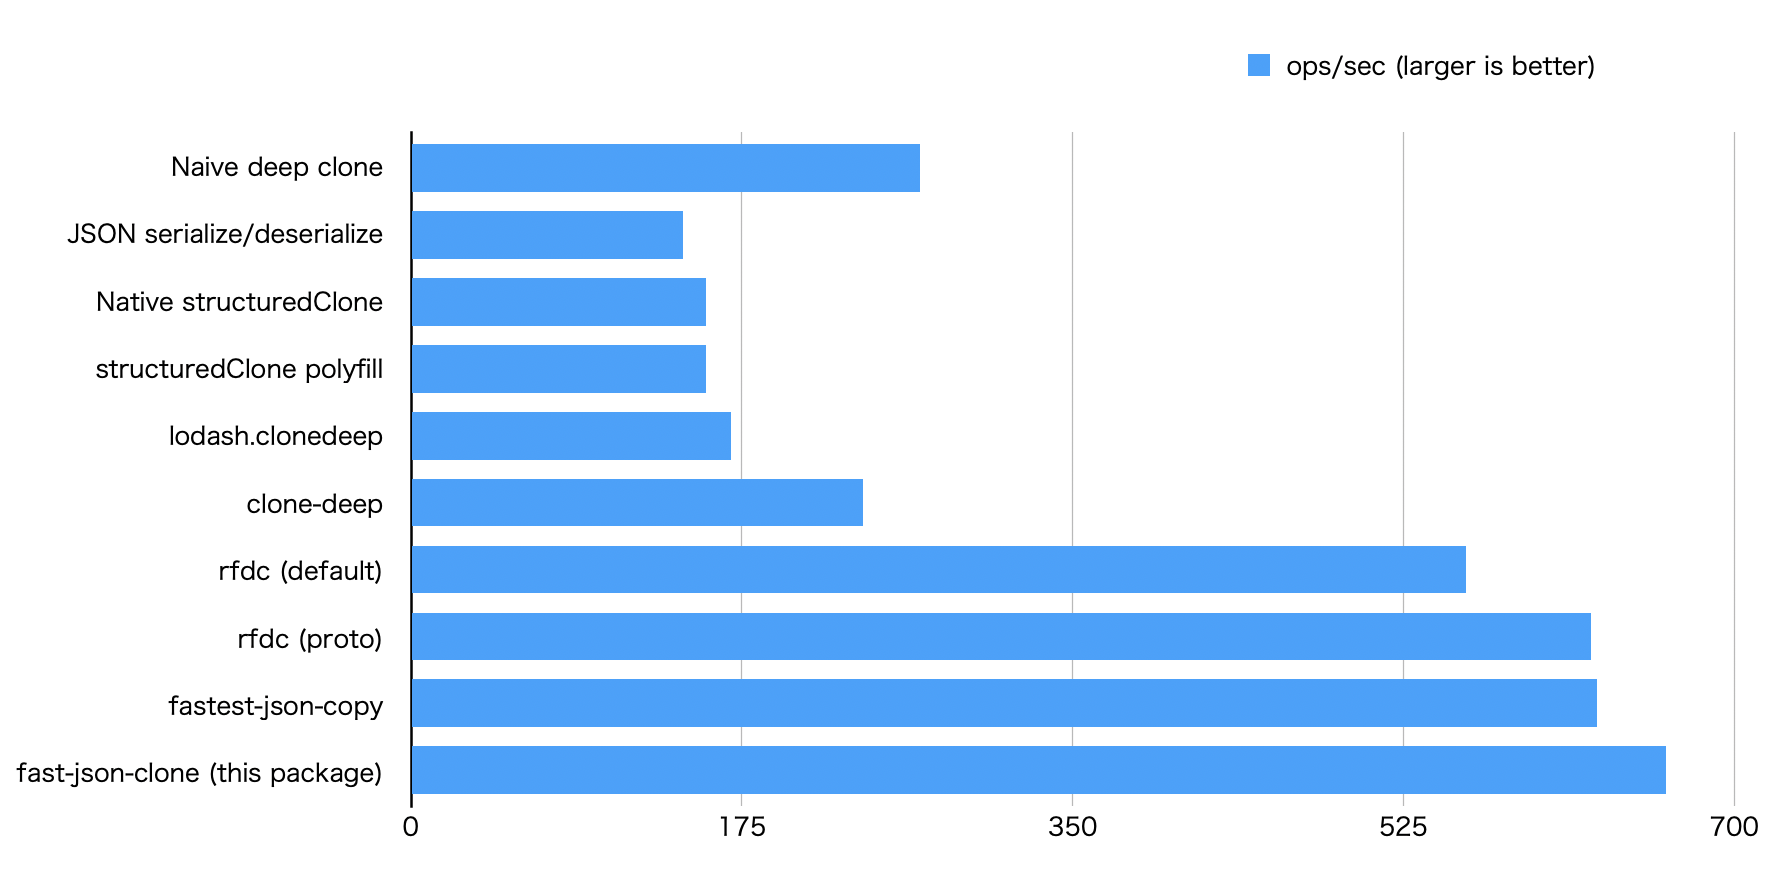 ops/sec (larger is better)
Naive deep clone
JSON serialize/deserialize
Native structuredClone
structuredClone polyfill
lodash.clonedeep
clone-deep
rfdc (default)
rfdc (proto)
fastest-json-copy
fast-json-clone (this package)
0 175 350 525 700